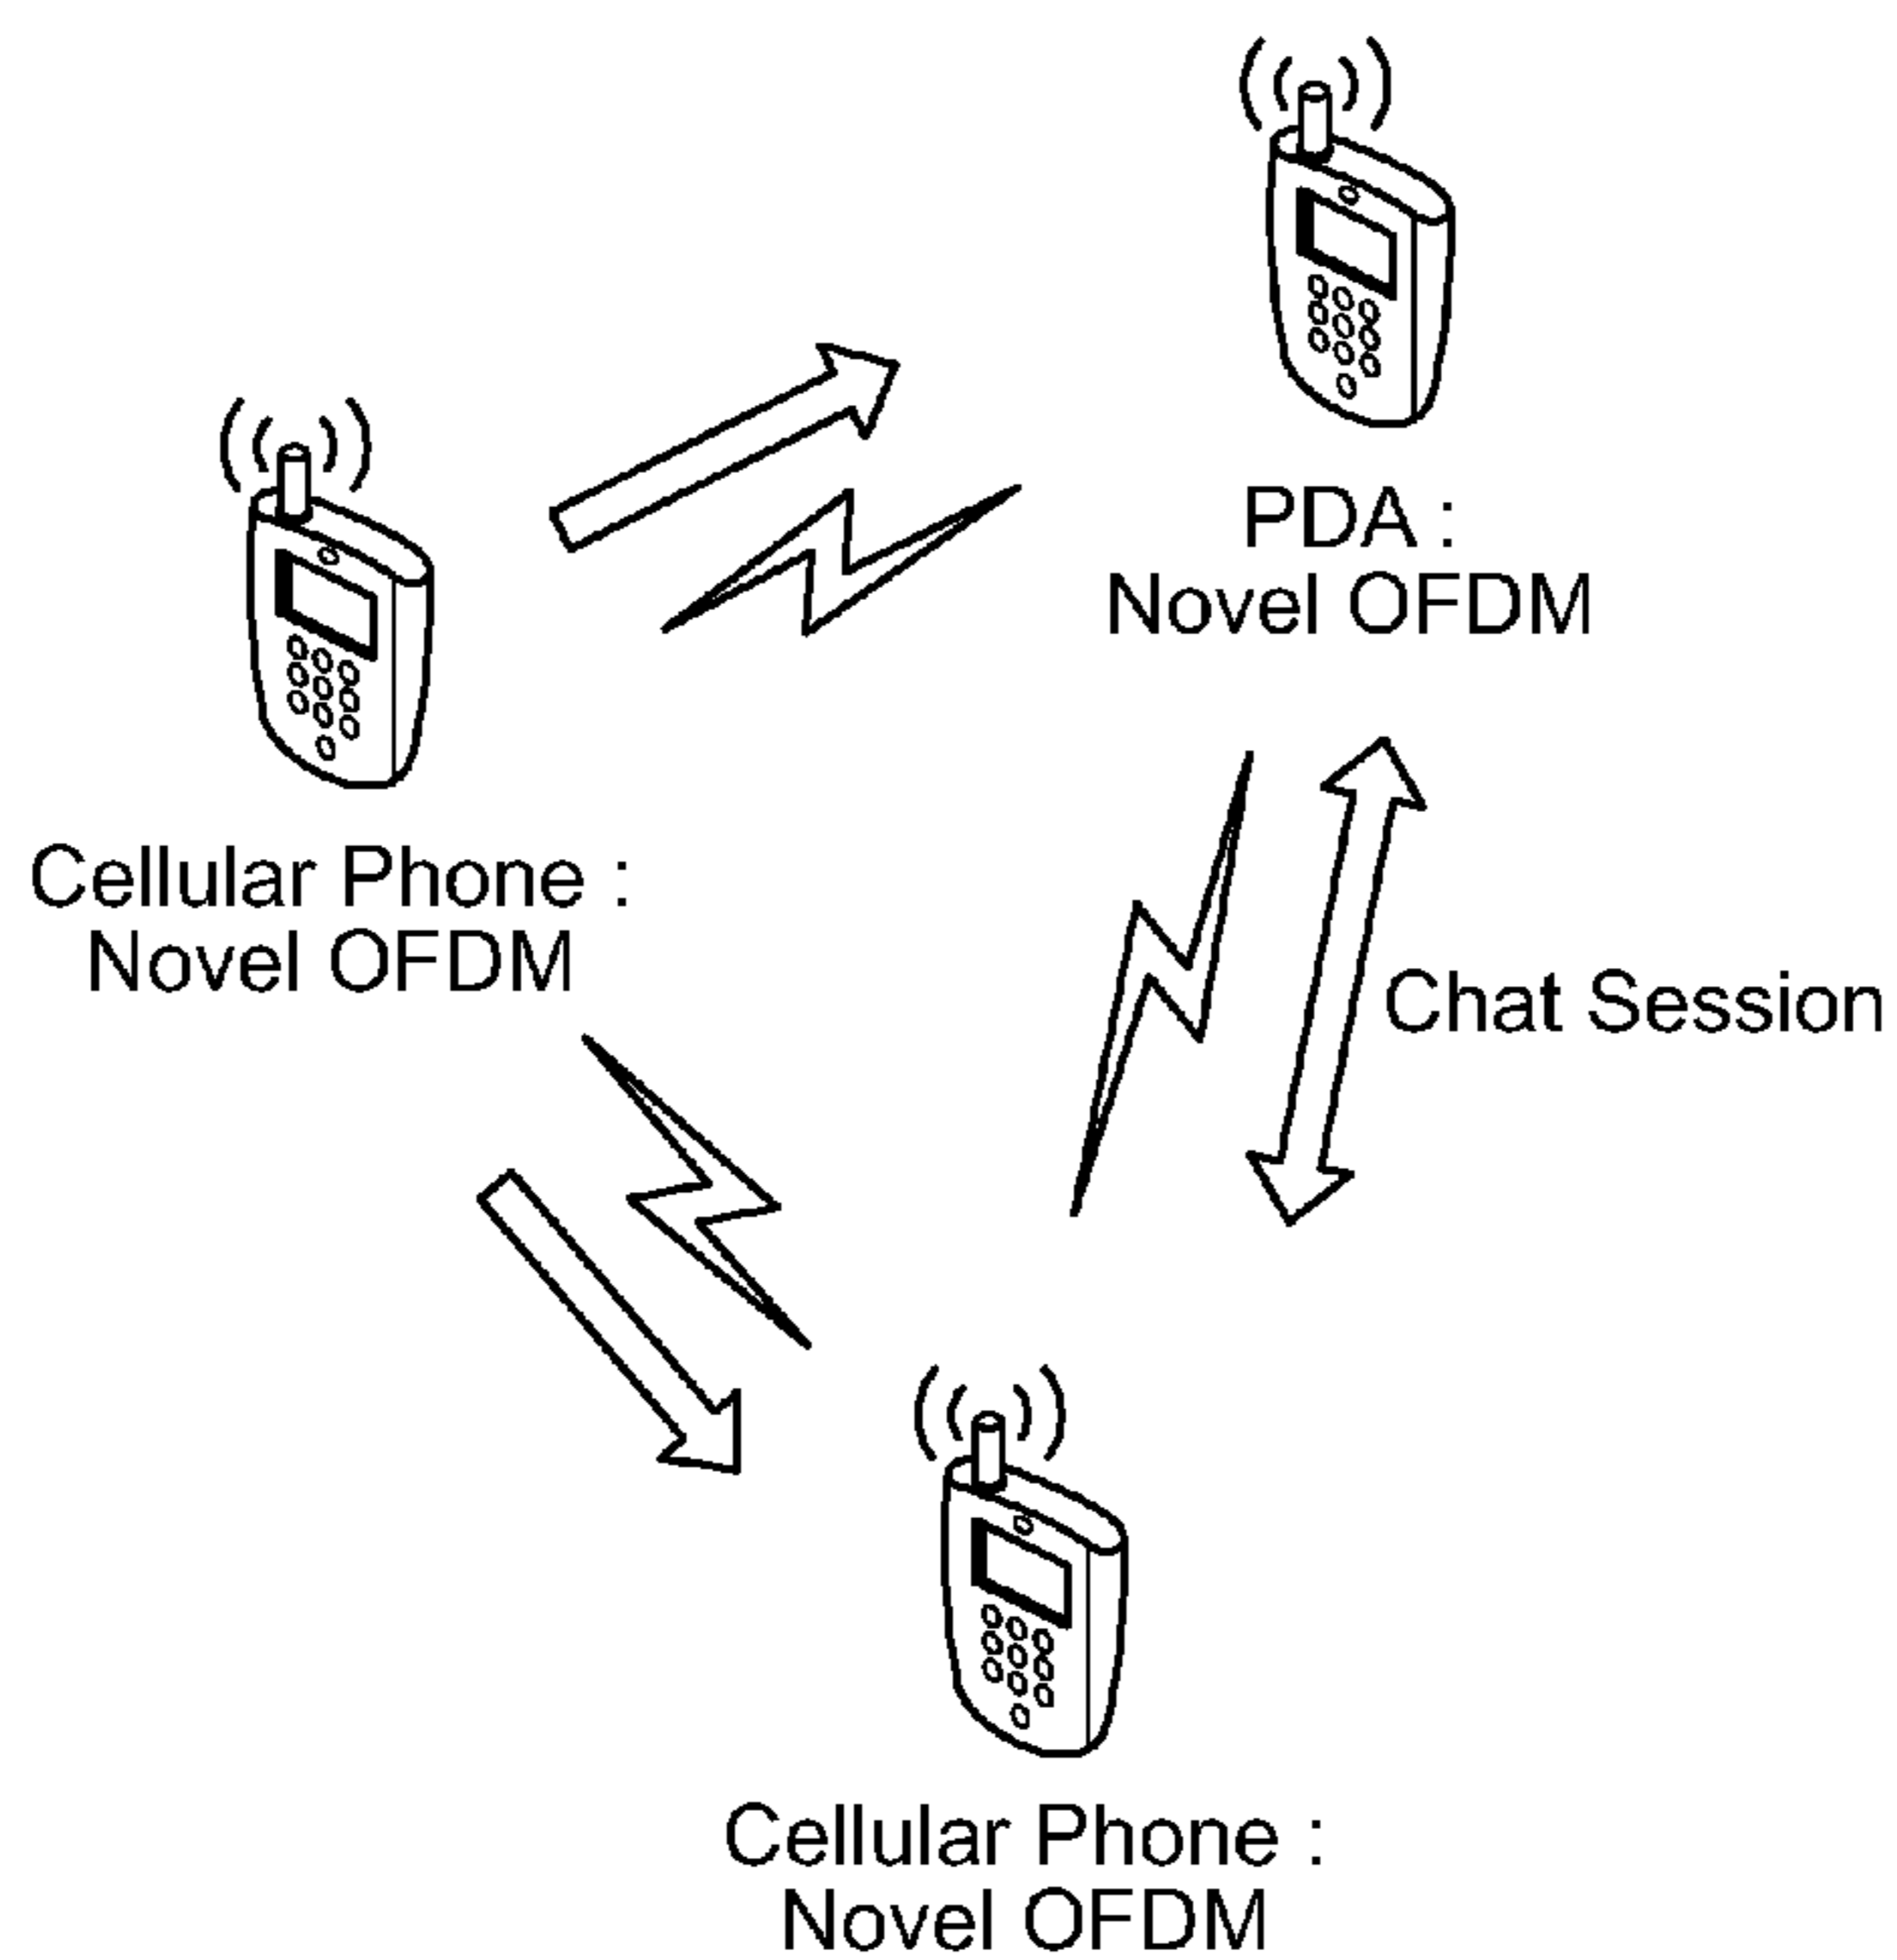 PDA :
Novel OFDM
Cellular Phone :
Novel OFDM
Chat Session
Cellular Phone :
Novel OFDM